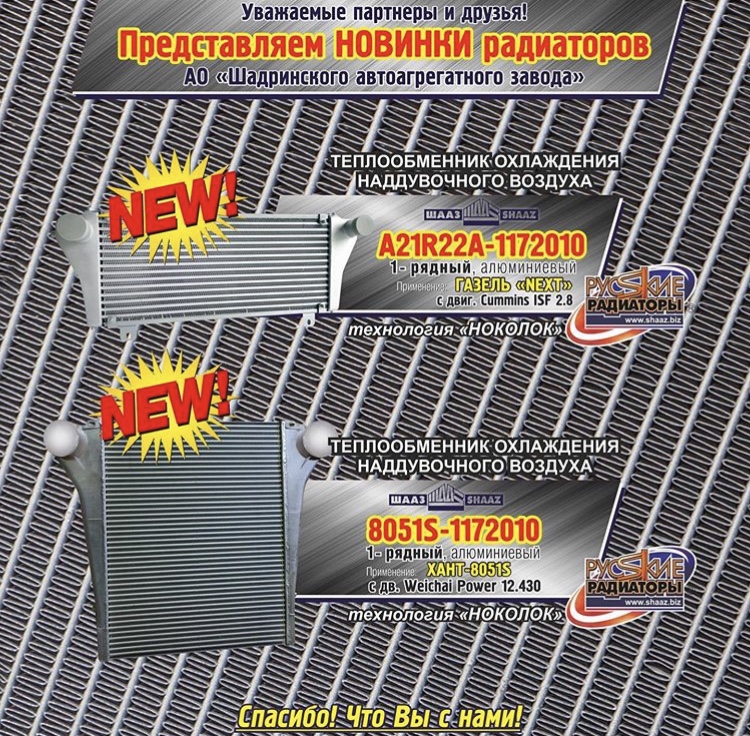 Уважаемые партнеры и друзья!
Представляем НОВИНКИ радиаторов
АО «Шадринского автоагрегатного завода»
ТЕПЛООБМЕННИК ОХЛАЖДЕНИЯ
НАДДУВОЧНОГО ВОЗДУХА
NEW!
ШААЗ SHAAZ
A21R22A-1172010
1- рядный, алюминиевый
Применение: ГАЗЕЛЬ «NEXT»
с двиг. Cummins ISF 2.8
РУССКИЕ
РАДИАТОРЫ
www.shaaz.biz
технология «НОКОЛОК»
NEW!
ТЕПЛООБМЕННИК ОХЛАЖДЕНИЯ
НАДДУВОЧНОГО ВОЗДУХА
ШААЗ SHAAZ
8051S-1172010
1- рядный, алюминиевый
Применение: ХАНТ-8051S
с дв. Weichai Power 12.430
РУССКИЕ
РАДИАТОРЫ
www.shaaz.biz
технология «НОКОЛОК»
Спасибо! Что Вы с нами!